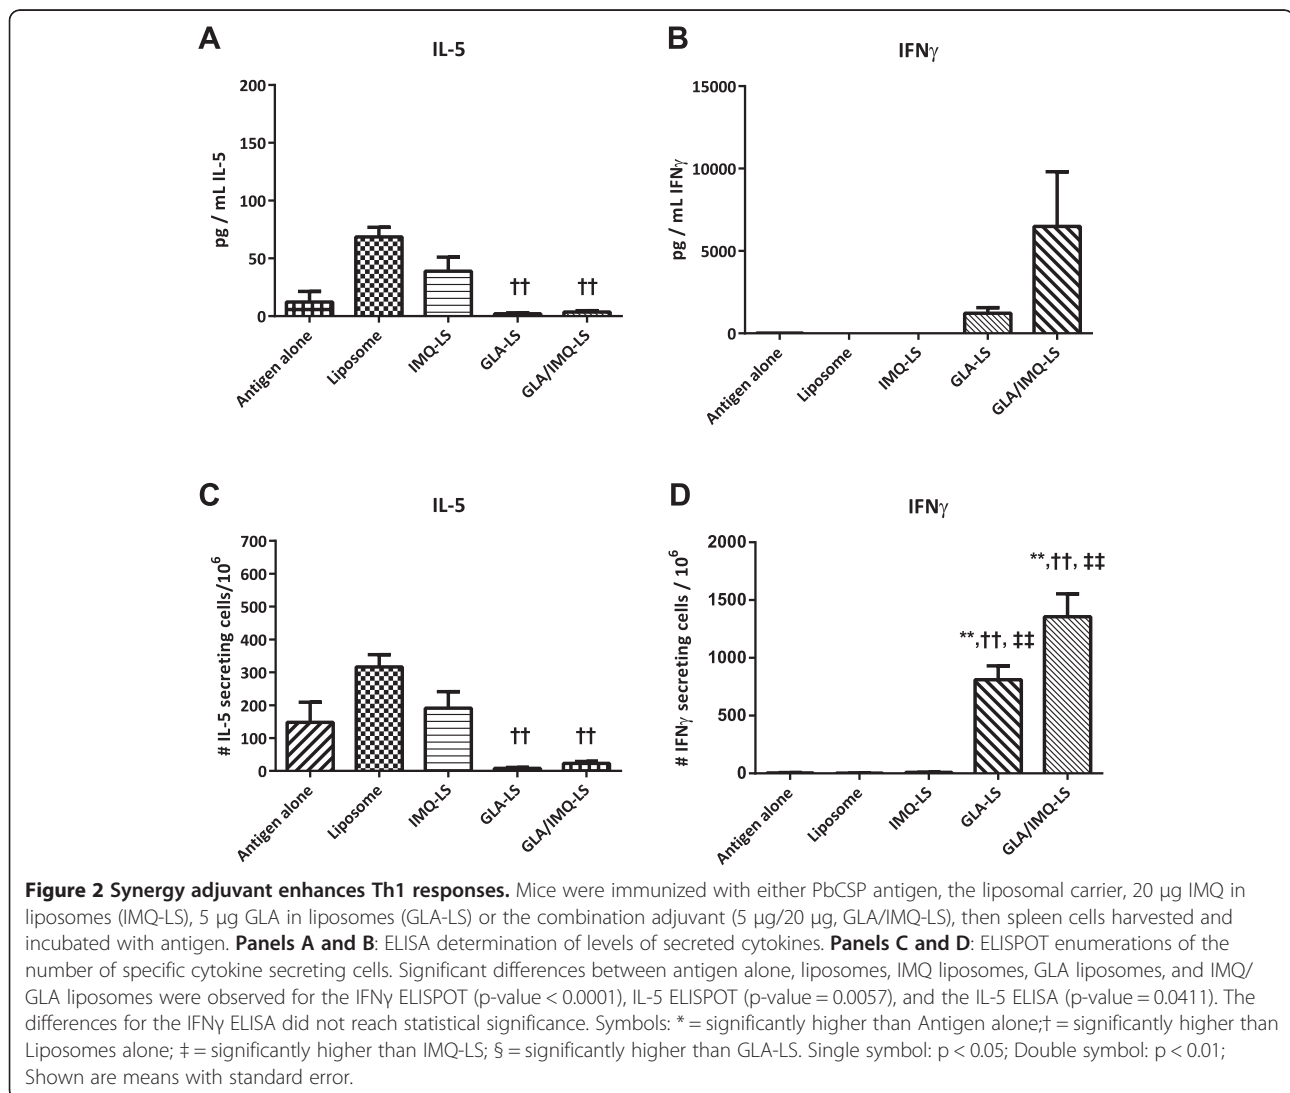 A
IL-5
pg / mL IL-5
200
150
100
50
0
††
††
Antigen alone
Liposome
IMQ-LS
GLA-LS
GLA/IMQ-LS
B
IFNγ
pg / mL IFNγ
15000
10000
5000
0
Antigen alone
Liposome
IMQ-LS
GLA-LS
GLA/IMQ-LS
C
IL-5
# IL-5 secreting cells/10⁶
700
600
500
400
300
200
100
0
††
††
Antigen alone
Liposome
IMQ-LS
GLA-LS
GLA/IMQ-LS
D
IFNγ
# IFNγ secreting cells / 10⁶
2000
1500
1000
500
0
**,††, ‡‡
**,††, ‡‡
Antigen alone
Liposome
IMQ-LS
GLA-LS
GLA/IMQ-LS
Figure 2 Synergy adjuvant enhances Th1 responses. Mice were immunized with either PbCSP antigen, the liposomal carrier, 20 μg IMQ in
liposomes (IMQ-LS), 5 μg GLA in liposomes (GLA-LS) or the combination adjuvant (5 μg/20 μg, GLA/IMQ-LS), then spleen cells harvested and
incubated with antigen. Panels A and B: ELISA determination of levels of secreted cytokines. Panels C and D: ELISPOT enumerations of the
number of specific cytokine secreting cells. Significant differences between antigen alone, liposomes, IMQ liposomes, GLA liposomes, and IMQ/
GLA liposomes were observed for the IFNγ ELISPOT (p-value < 0.0001), IL-5 ELISPOT (p-value = 0.0057), and the IL-5 ELISA (p-value = 0.0411). The
differences for the IFNγ ELISA did not reach statistical significance. Symbols: * = significantly higher than Antigen alone;† = significantly higher than
Liposomes alone; ‡ = significantly higher than IMQ-LS; § = significantly higher than GLA-LS. Single symbol: p < 0.05; Double symbol: p < 0.01;
Shown are means with standard error.